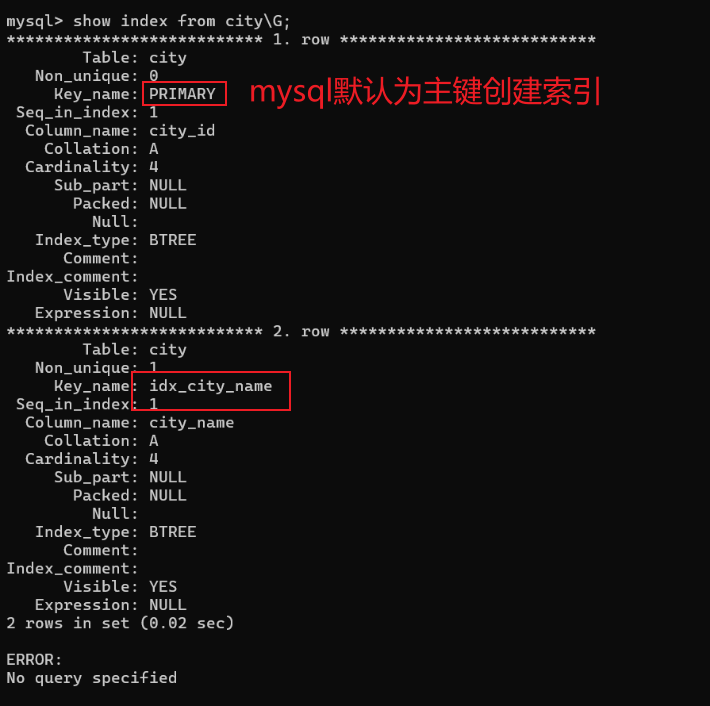 mysql> show index from city\G;
*************************** 1. row ***************************
Table: city
Non_unique: 0
Key_name: PRIMARY mysql默认为主键创建索引
Seq_in_index: 1
Column_name: city_id
Collation: A
Cardinality: 4
Sub_part: NULL
Packed: NULL
Null:
Index_type: BTREE
Comment:
Index_comment:
Visible: YES
Expression: NULL
*************************** 2. row ***************************
Table: city
Non_unique: 1
Key_name: idx_city_name
Seq_in_index: 1
Column_name: city_name
Collation: A
Cardinality: 4
Sub_part: NULL
Packed: NULL
Null:
Index_type: BTREE
Comment:
Index_comment:
Visible: YES
Expression: NULL
2 rows in set (0.02 sec)
ERROR:
No query specified